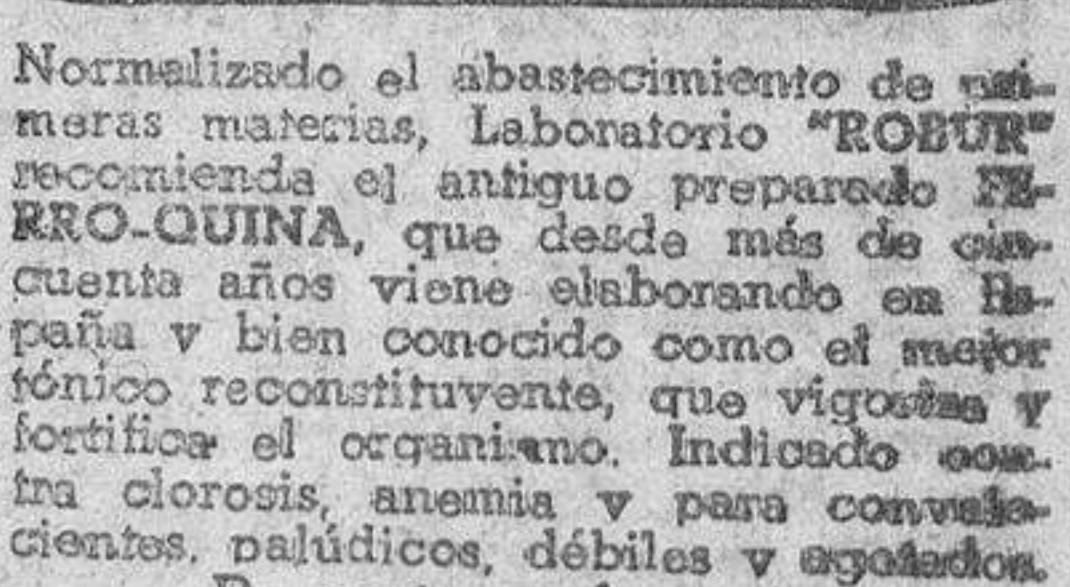 Normalizado el abastecimiento de pri-
meras materias, Laboratorio "ROBUR"
recomienda el antiguo preparado FE-
RRO-QUINA, que desde más de cin-
cuenta años viene elaborando en Es-
paña y bien conocido como el mejor
tónico reconstituyente, que vigoriza y
fortifica el organismo. Indicado con-
tra clorosis, anemia y para convale-
cientes, palúdicos, débiles y agotados.